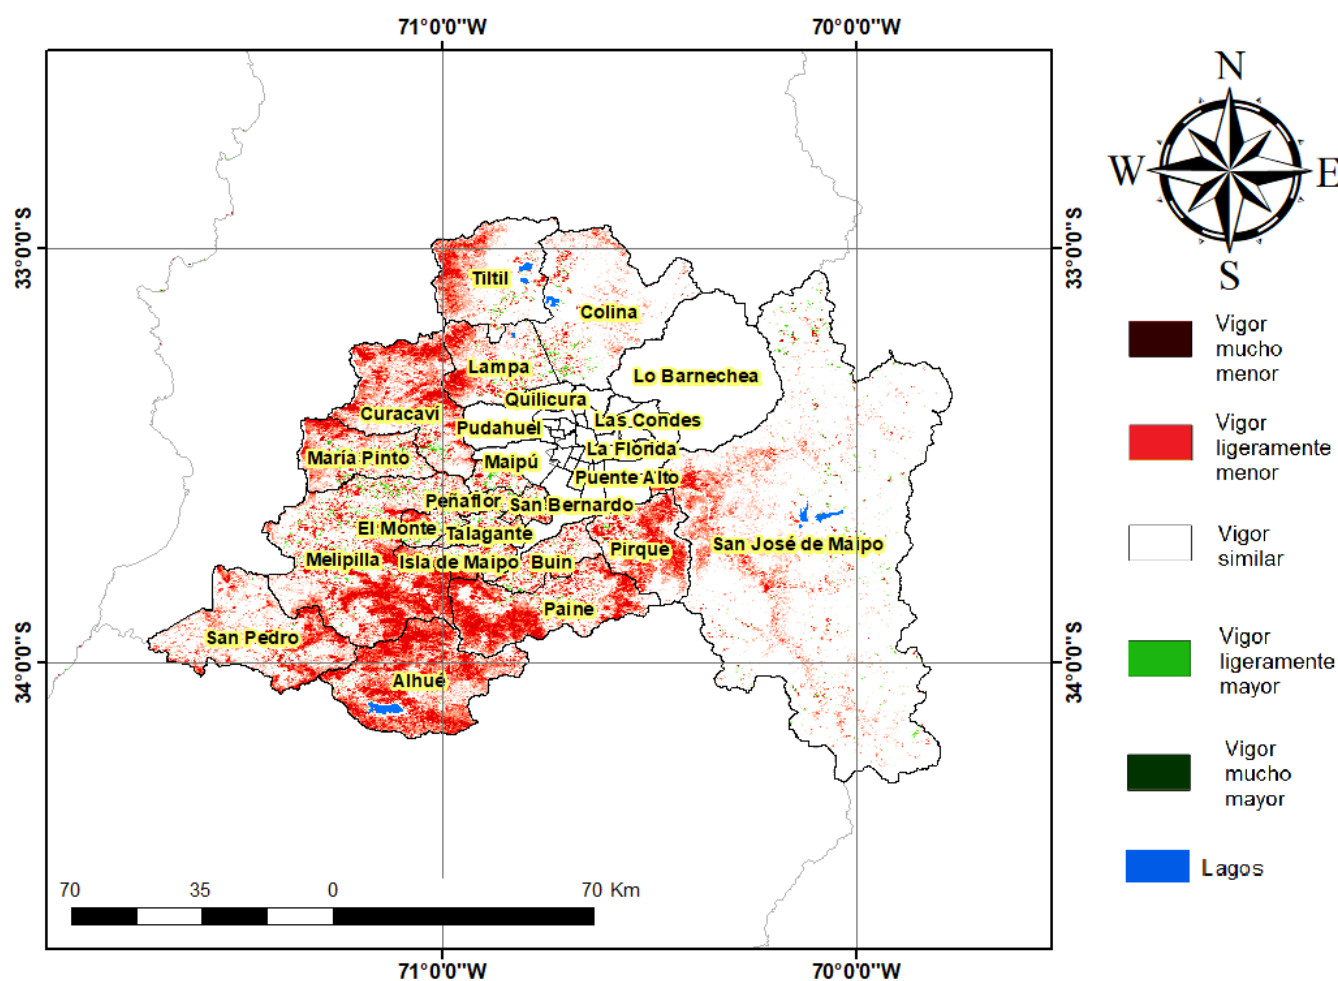 71°0'0"W
70°0'0"W
33°0'0"S
33°0'0"S
34°0'0"S
34°0'0"S
71°0'0"W
70°0'0"W
Tiltil
Colina
Lampa
Lo Barnechea
Quilicura
Curacaví
Las Condes
Pudahuel
La Florida
María Pinto
Maipú
Puente Alto
Peñaflor
San Bernardo
El Monte
Talagante
Pirque
San José de Maipo
Melipilla
Isla de Maipo
Buin
Paine
San Pedro
Alhué
70
35
0
70 Km
N
W
E
S
Vigor
mucho
menor
Vigor
ligeramente
menor
Vigor
similar
Vigor
ligeramente
mayor
Vigor
mucho
mayor
Lagos